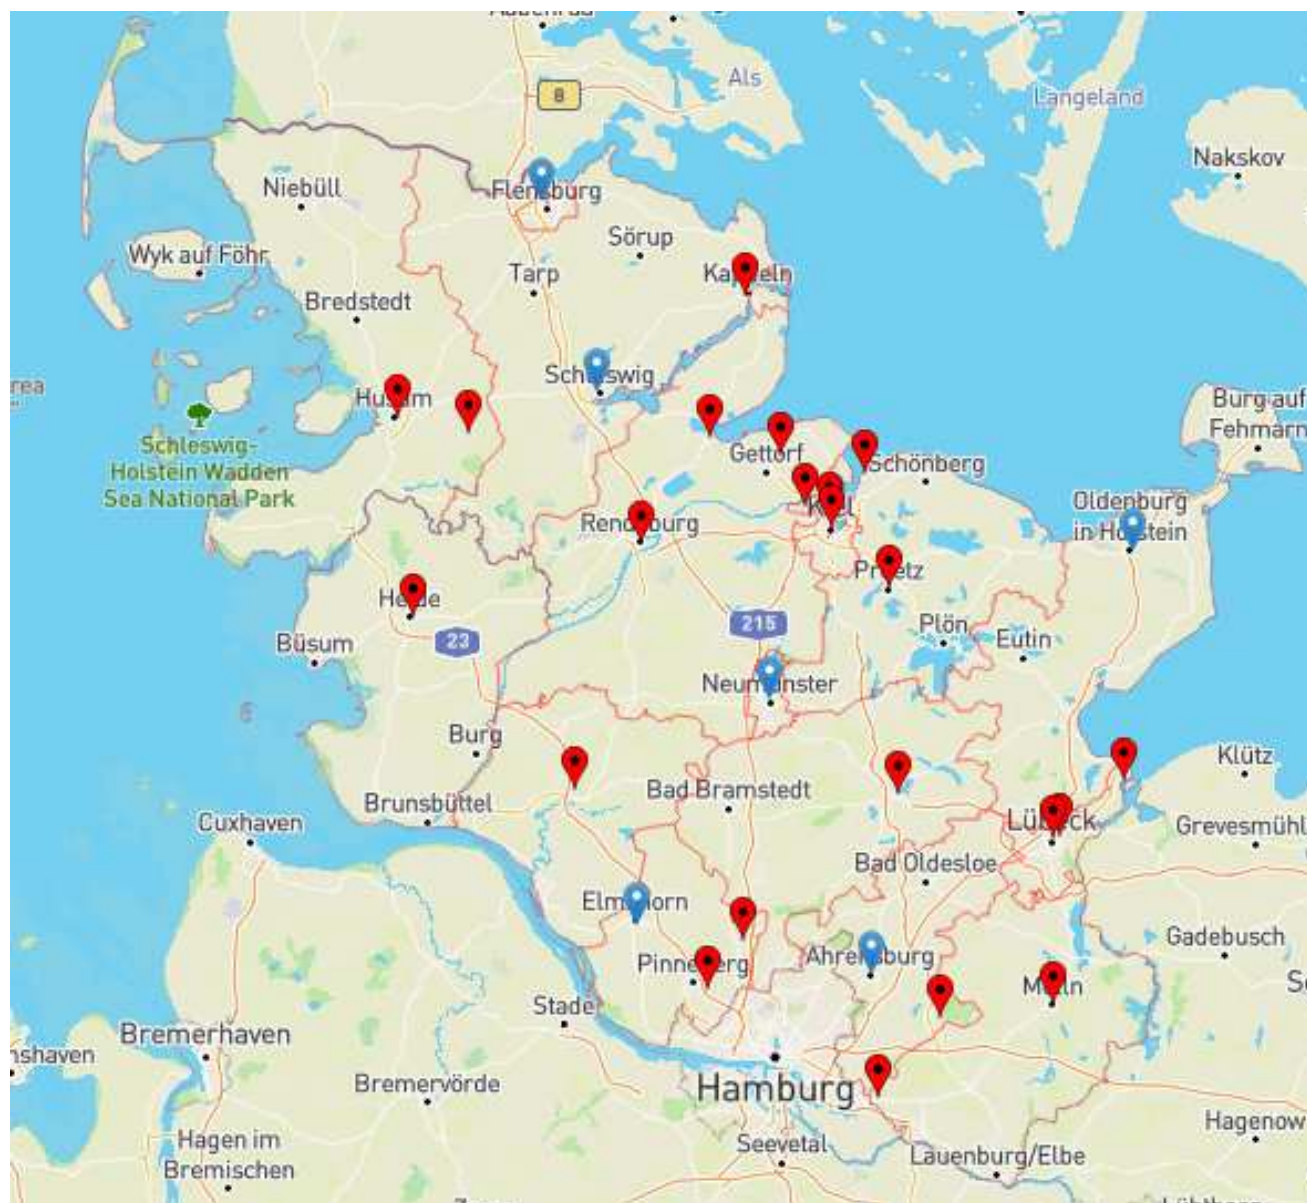 Als
8
Langeland
Nakskov
Niebüll
Flensburg
Sörup
Wyk auf Föhr
Tarp
Kappeln
Bredstedt
Schleswig
Husum
Burg auf
Fehmarn
Schleswig-
Holstein Wadden
Sea National Park
Gettorf
Schönberg
Oldenburg
in Holstein
Rendsburg
Kiel
Preetz
Heide
215
23
Plön
Eutin
Büsum
Neumünster
Burg
Klütz
Bad Bramstedt
Brunsbüttel
Cuxhaven
Lübeck
Grevesmühl
Bad Oldesloe
Elmshorn
Gadebusch
Ahrensburg
Pinneberg
Mölln
Stade
Bremerhaven
nshaven
Bremervörde
Hamburg
Hagenow
Hagen im
Bremischen
Seevetal
Lauenburg/Elbe